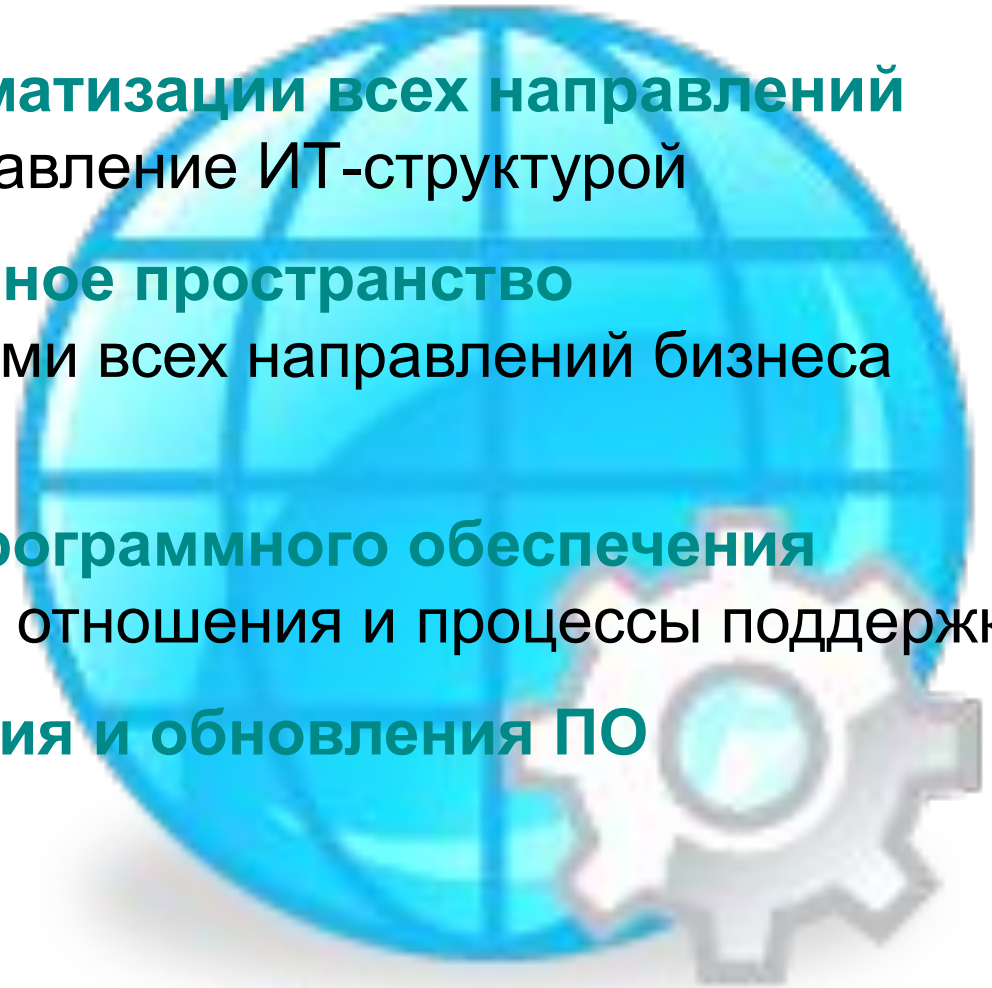 матизации всех направлений
авление ИТ-структурой
ное пространство
ми всех направлений бизнеса
рограммного обеспечения
отношения и процессы поддержк
ия и обновления ПО